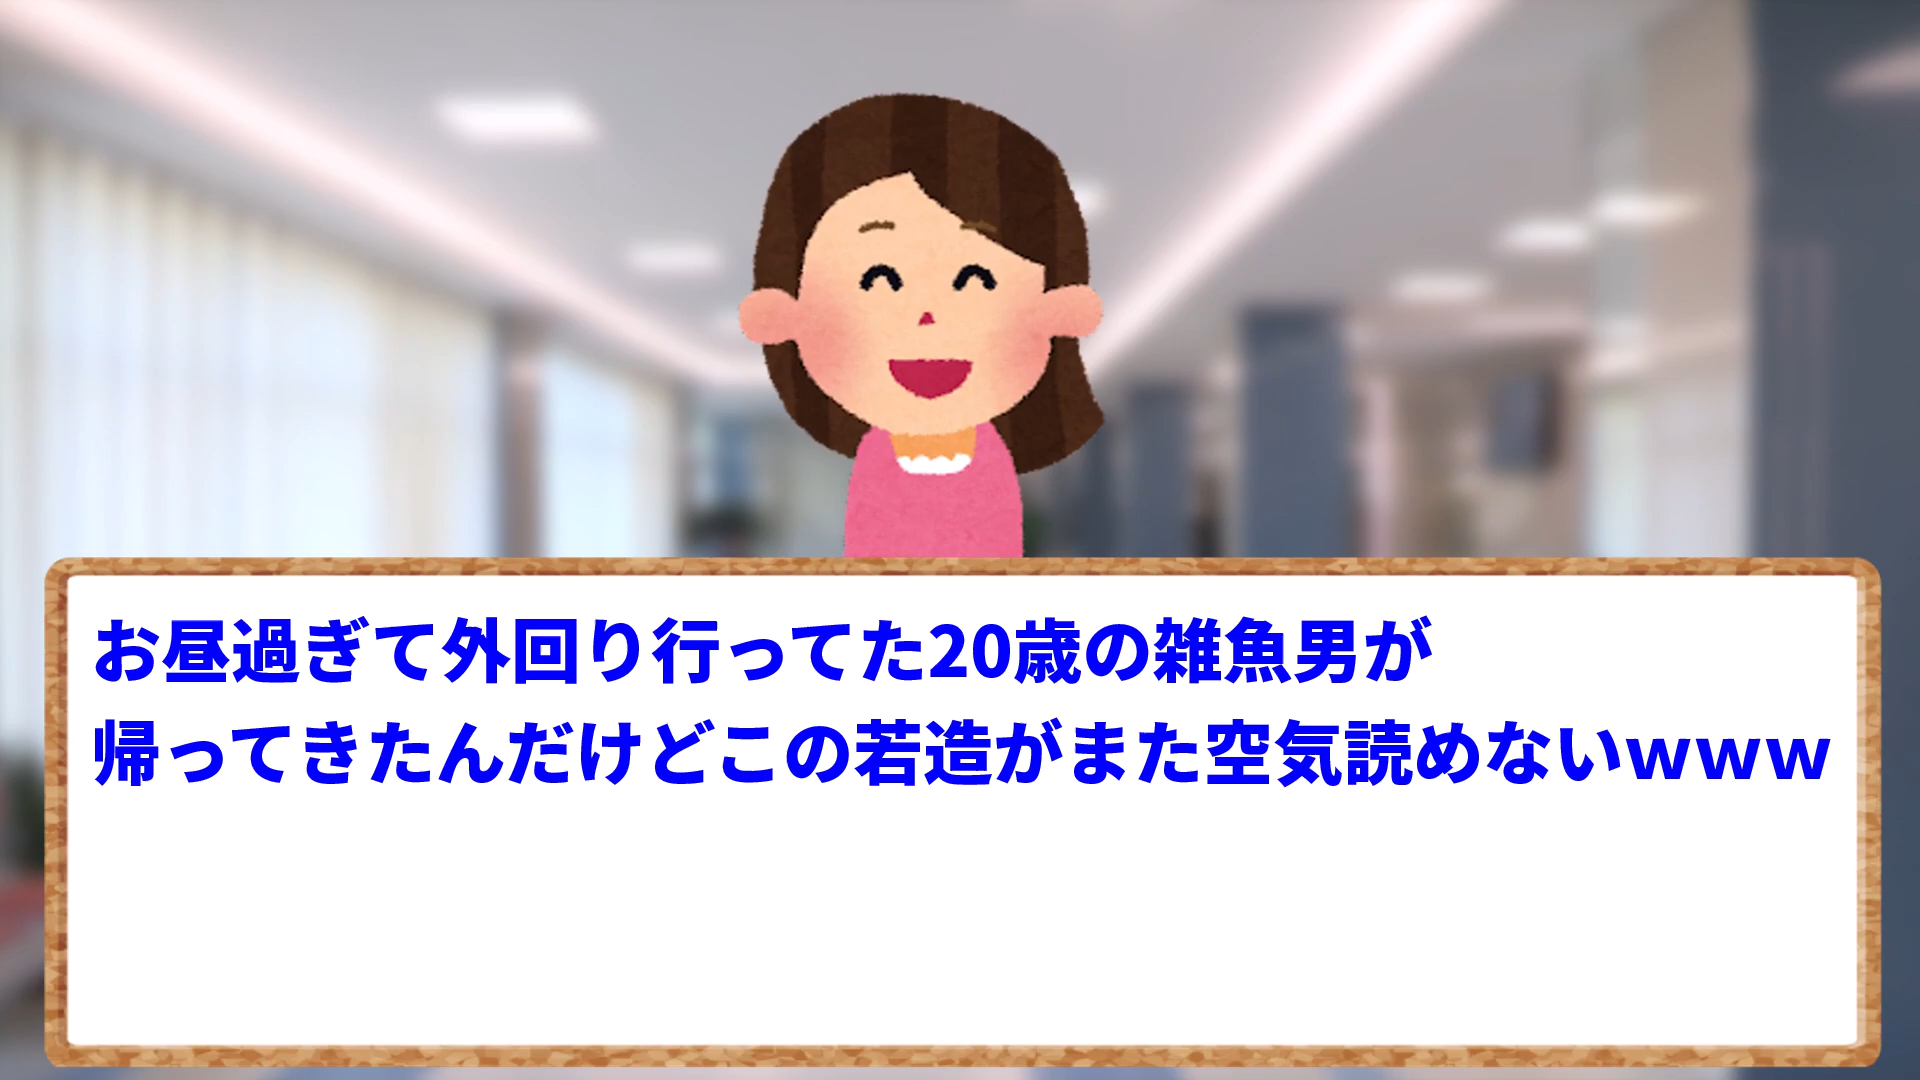 お昼過ぎて外回り行ってた20歳の雑魚男が
帰ってきたんだけどこの若造がまた空気読めないwww